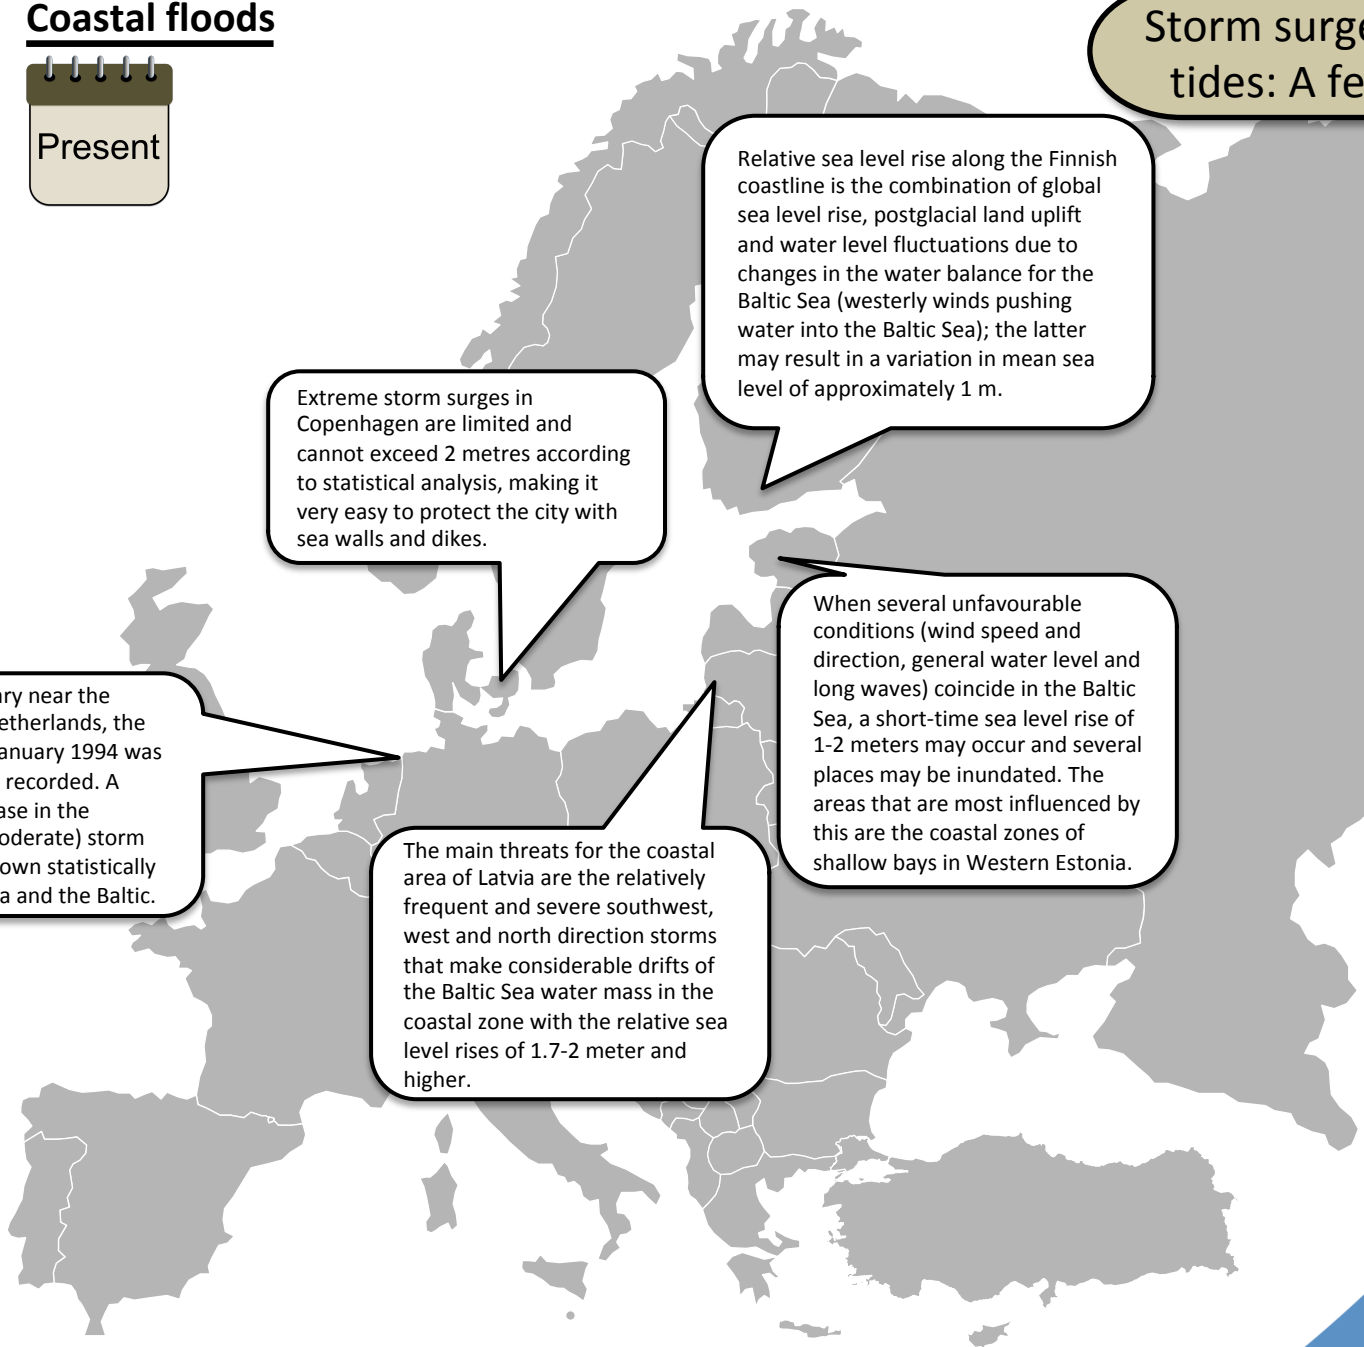 Coastal floods
Present
Storm surge
tides: A fe
Relative sea level rise along the Finnish
coastline is the combination of global
sea level rise, postglacial land uplift
and water level fluctuations due to
changes in the water balance for the
Baltic Sea (westerly winds pushing
water into the Baltic Sea); the latter
may result in a variation in mean sea
level of approximately 1 m.
Extreme storm surges in
Copenhagen are limited and
cannot exceed 2 metres according
to statistical analysis, making it
very easy to protect the city with
sea walls and dikes.
When several unfavourable
conditions (wind speed and
direction, general water level and
long waves) coincide in the Baltic
Sea, a short-time sea level rise of
1-2 meters may occur and several
places may be inundated. The
areas that are most influenced by
this are the coastal zones of
shallow bays in Western Estonia.
ary near the
etherlands, the
anuary 1994 was
recorded. A
ase in the
oderate) storm
own statistically
a and the Baltic.
The main threats for the coastal
area of Latvia are the relatively
frequent and severe southwest,
west and north direction storms
that make considerable drifts of
the Baltic Sea water mass in the
coastal zone with the relative sea
level rises of 1.7-2 meter and
higher.